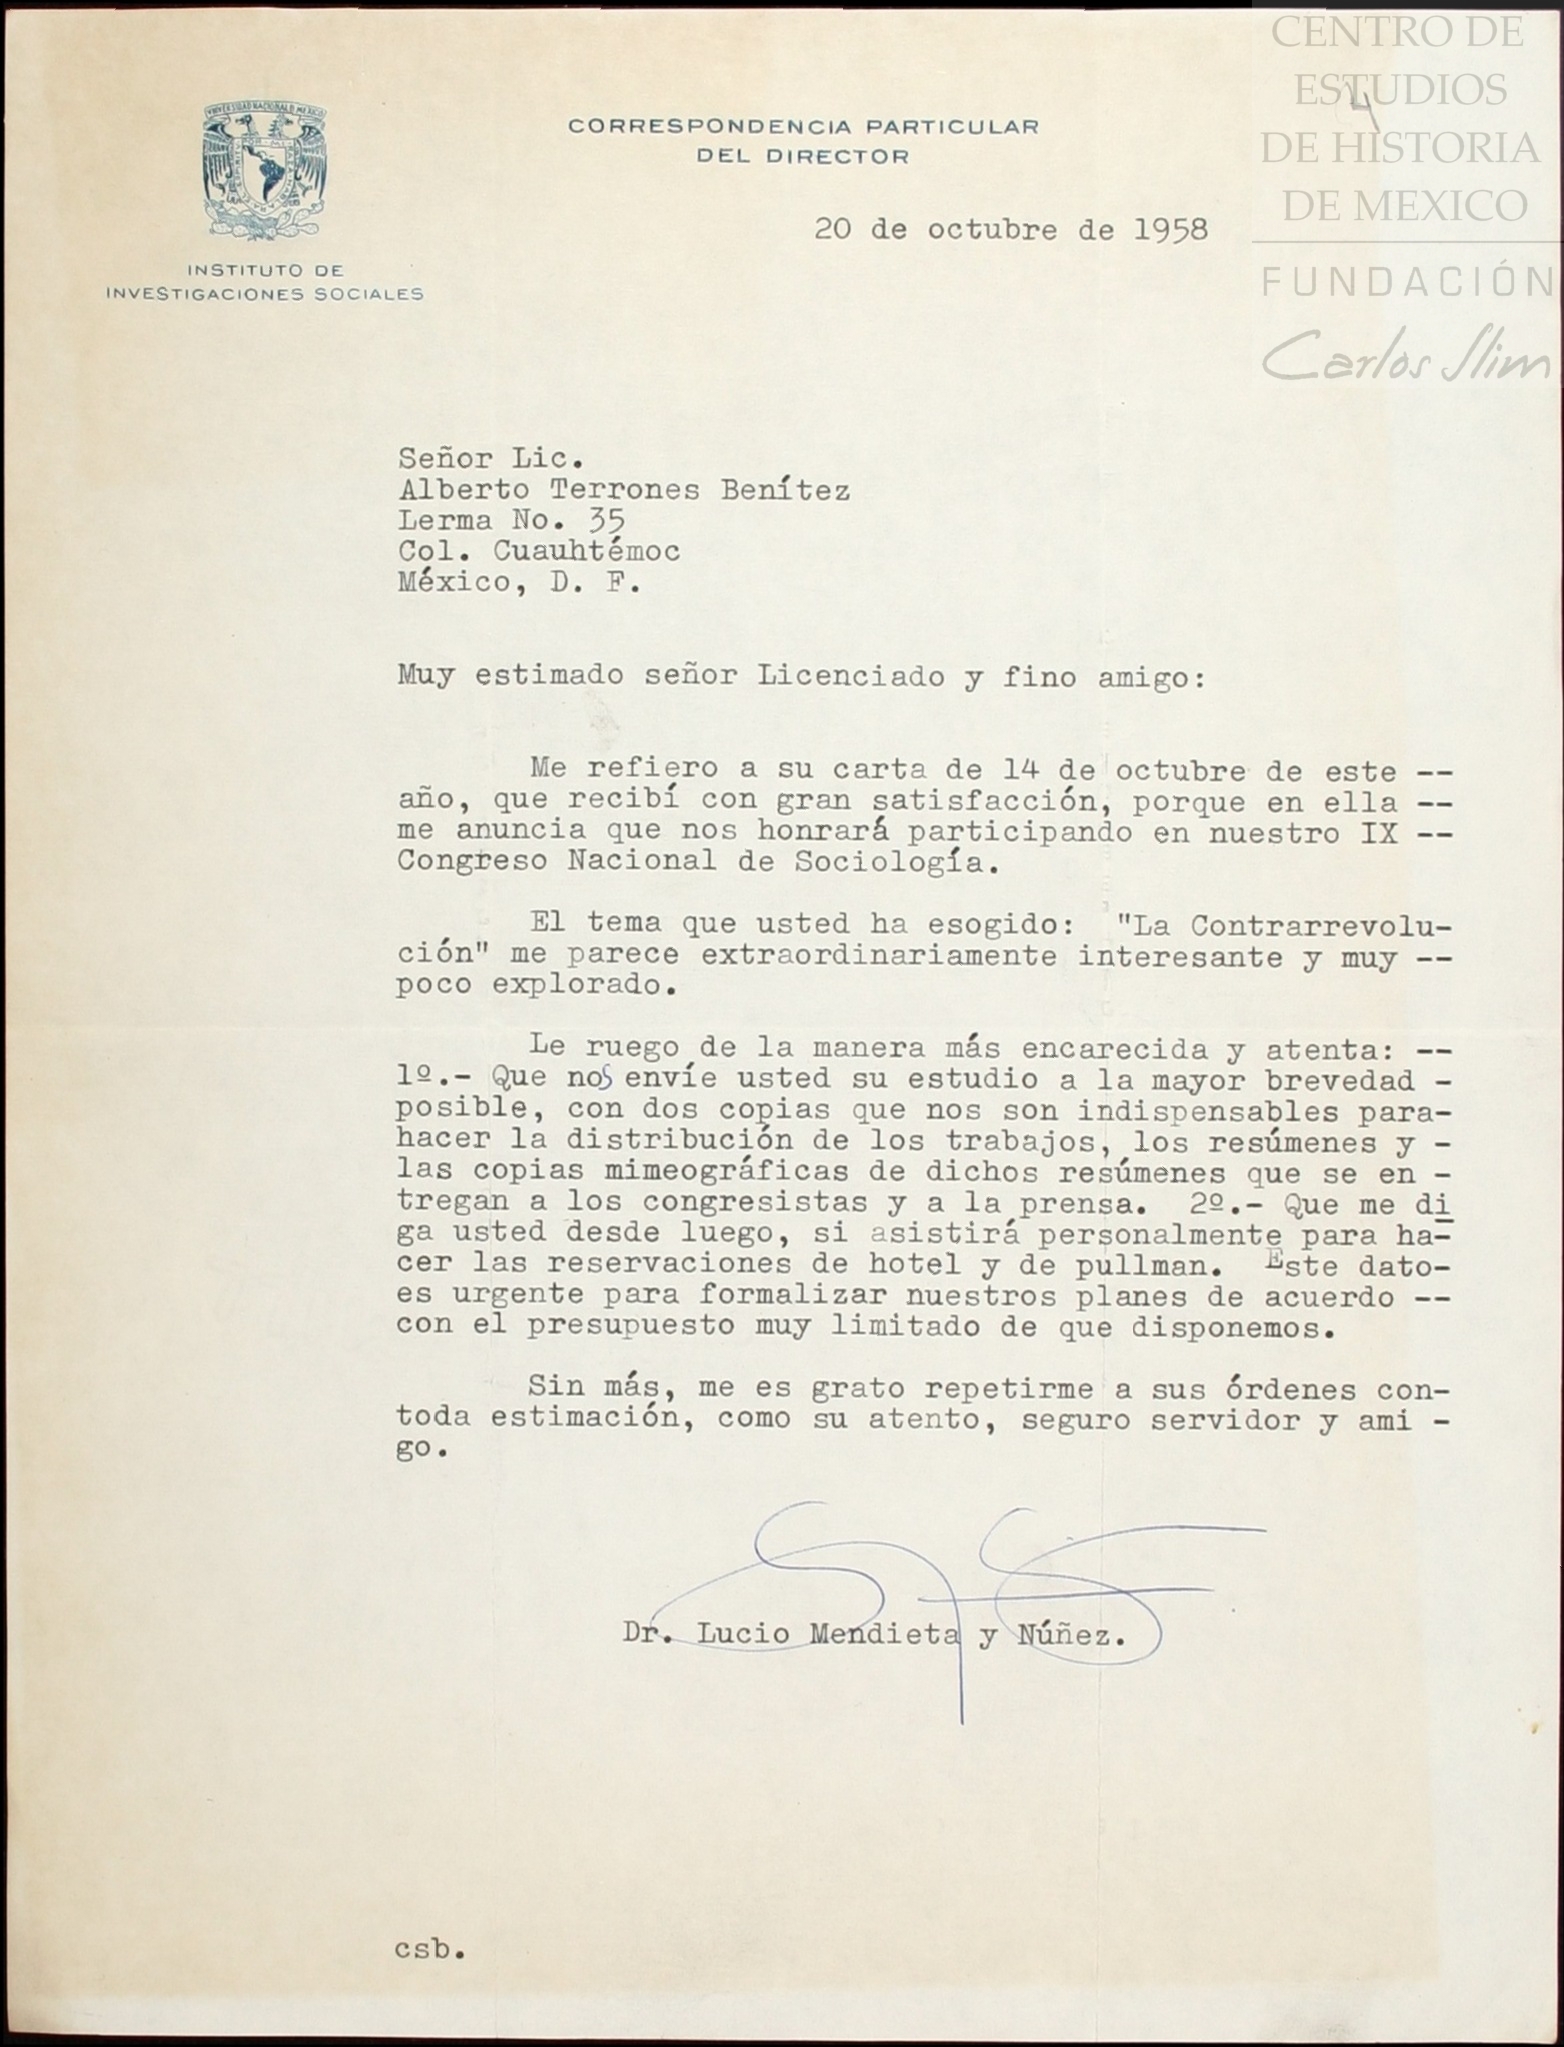 CENTRO DE
ESTUDIOS
DE HISTORIA
DE MEXICO
FUNDACIÓN
Carlos Slim
4
UNIVERSIDAD NACIONAL D MEXICO
INSTITUTO DE
INVESTIGACIONES SOCIALES
CORRESPONDENCIA PARTICULAR
DEL DIRECTOR
20 de octubre de 1958
Señor Lic.
Alberto Terrones Benítez
Lerma No. 35
Col. Cuauhtémoc
México, D. F.
Muy estimado señor Licenciado y fino amigo:
Me refiero a su carta de 14 de octubre de este --
año, que recibí con gran satisfacción, porque en ella --
me anuncia que nos honrará participando en nuestro IX --
Congreso Nacional de Sociología.
El tema que usted ha esogido: "La Contrarrevolu-
ción" me parece extraordinariamente interesante y muy --
poco explorado.
Le ruego de la manera más encarecida y atenta: --
1º.- Que nos envíe usted su estudio a la mayor brevedad -
posible, con dos copias que nos son indispensables para-
hacer la distribución de los trabajos, los resúmenes y -
las copias mimeográficas de dichos resúmenes que se en -
tregan a los congresistas y a la prensa. 2º.- Que me di
ga usted desde luego, si asistirá personalmente para ha-
cer las reservaciones de hotel y de pullman. Este dato-
es urgente para formalizar nuestros planes de acuerdo --
con el presupuesto muy limitado de que disponemos.
Sin más, me es grato repetirme a sus órdenes con-
toda estimación, como su atento, seguro servidor y ami -
go.
Dr. Lucio Mendieta y Núñez.
csb.